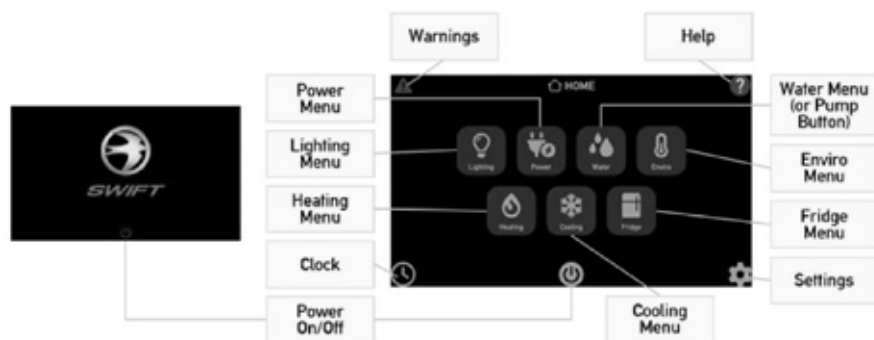 Warnings
Help
Power
Menu
HOME
?
Water Menu
(or Pump
Button)
Lighting
Menu
Lighting
Power
Water
Enviro
Enviro
Menu
SWIFT
Heating
Menu
Heating
Cooling
Fridge
Fridge
Menu
Clock
Settings
Power
On/Off
Cooling
Menu